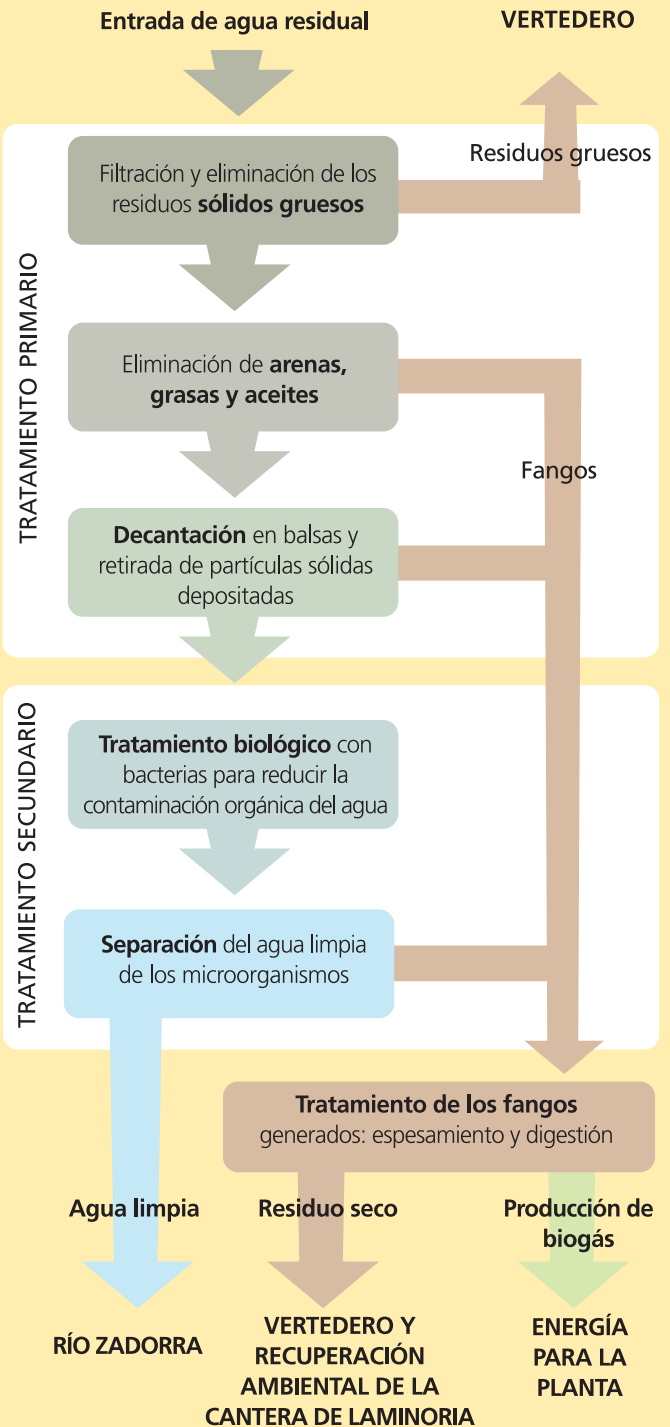 Entrada de agua residual
VERTEDERO
TRATAMIENTO PRIMARIO
Filtración y eliminación de los
residuos sólidos gruesos
Residuos gruesos
Eliminación de arenas,
grasas y aceites
Fangos
Decantación en balsas y
retirada de partículas sólidas
depositadas
TRATAMIENTO SECUNDARIO
Tratamiento biológico con
bacterias para reducir la
contaminación orgánica del agua
Separación del agua limpia
de los microorganismos
Tratamiento de los fangos
generados: espesamiento y digestión
Agua limpia
Residuo seco
Producción de
biogás
RÍO ZADORRA
VERTEDERO Y
RECUPERACIÓN
AMBIENTAL DE LA
CANTERA DE LAMINORIA
ENERGÍA
PARA LA
PLANTA